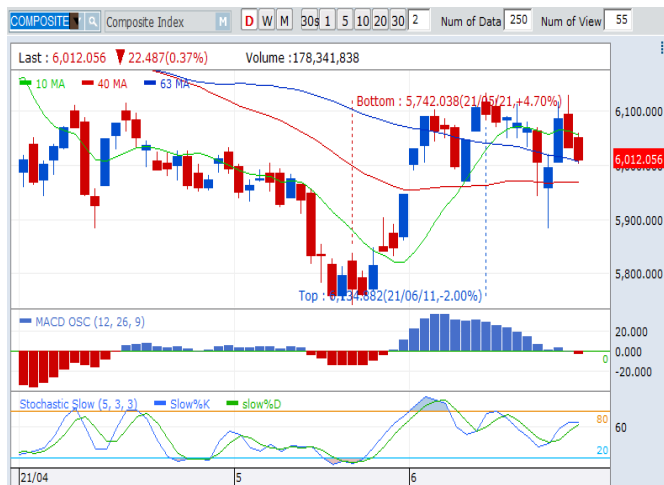 COMPOSITE Composite Index M D W M 30s 1 5 10 20 30 2 Num of Data 250 Num of View 55
Last : 6,012.056 ▼ 22.487(0.37%) Volume :178,341,838
10 MA 40 MA 63 MA
Bottom : 5,742.038(21/05/21,+4.70%)
6,100.000
6,012.056
6,000.000
5,900.000
5,800.000
Top : 6,134.882(21/06/11,-2.00%)
MACD OSC (12, 26, 9)
20.000
0.000 0
-20.000
Stochastic Slow (5, 3, 3) Slow%K slow%D
80
60
20
21/04 5 6